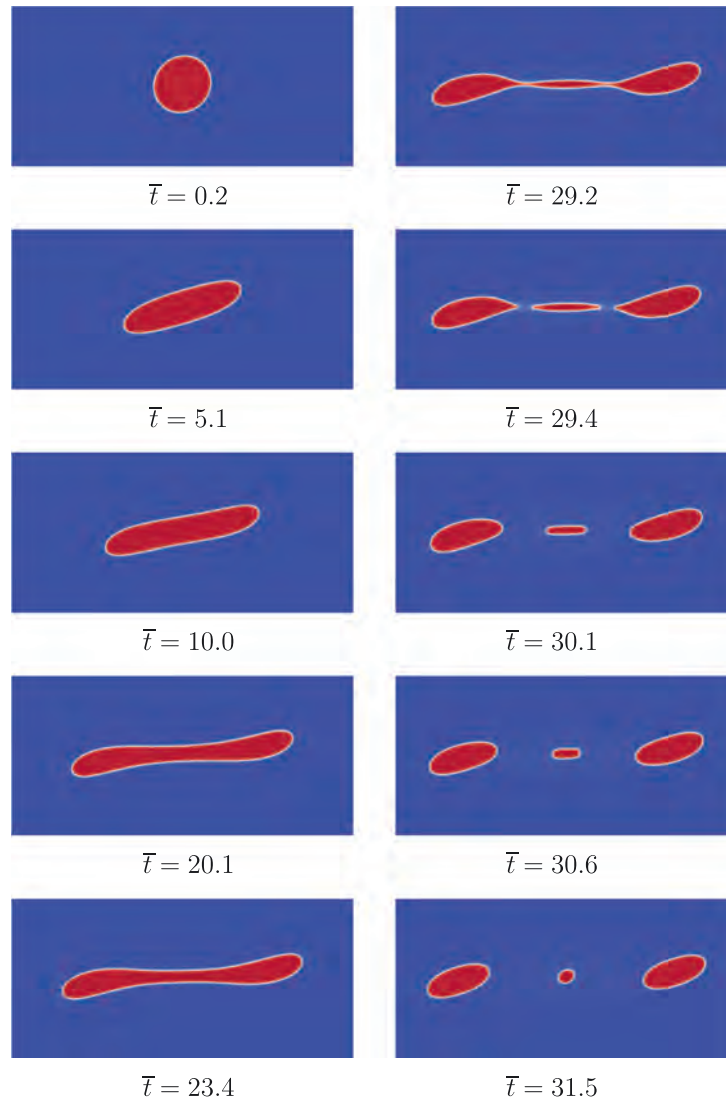 t̅ = 0.2
t̅ = 5.1
t̅ = 10.0
t̅ = 20.1
t̅ = 23.4
t̅ = 29.2
t̅ = 29.4
t̅ = 30.1
t̅ = 30.6
t̅ = 31.5